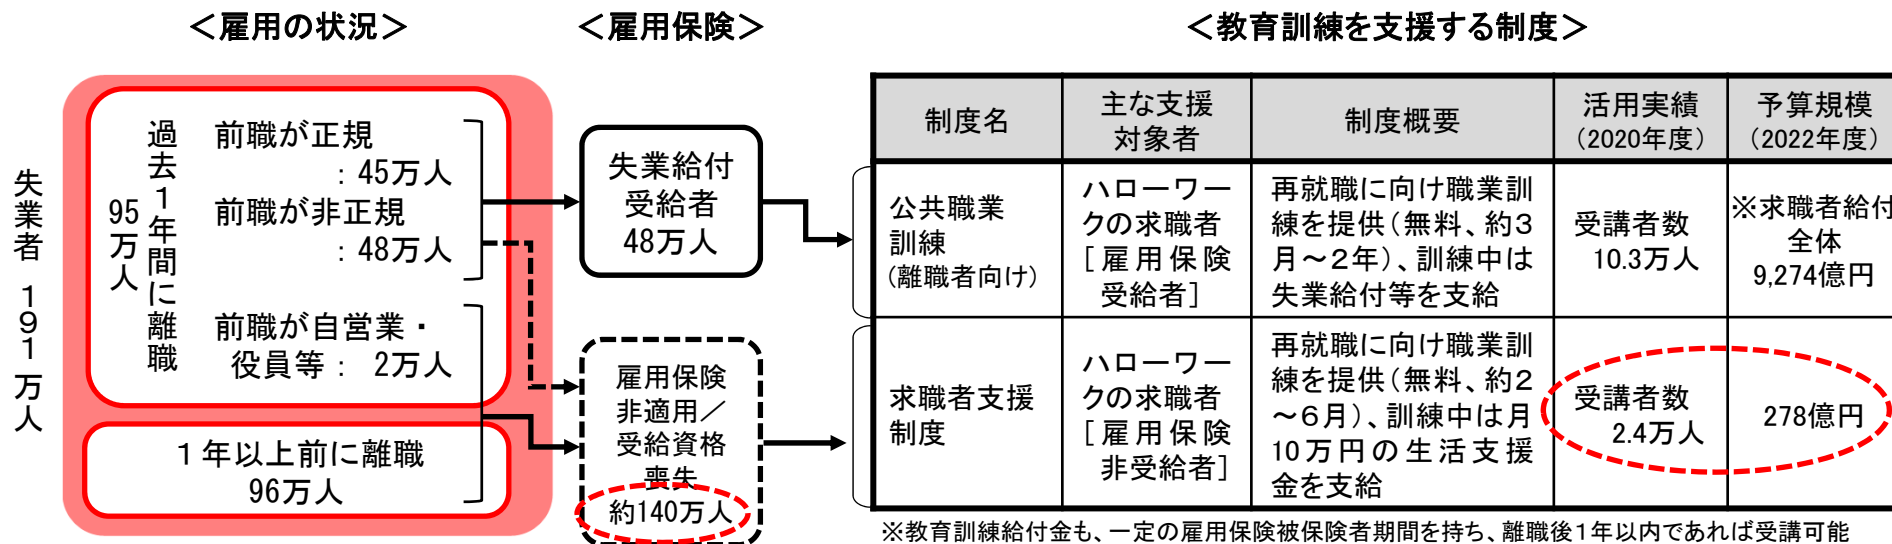 ＜雇用の状況＞
＜雇用保険＞
＜教育訓練を支援する制度＞
失業者 １９１万人
過去１年間に離職
95万人
前職が正規
：45万人
前職が非正規
：48万人
前職が自営業・
役員等： 2万人
１年以上前に離職
96万人
失業給付
受給者
48万人
雇用保険
非適用／
受給資格
喪失
約140万人
制度名
主な支援
対象者
制度概要
活用実績
（2020年度）
予算規模
（2022年度）
公共職業
訓練
（離職者向け）
ハローワー
クの求職者
［雇用保険
受給者］
再就職に向け職業訓
練を提供（無料、約３
月～２年）、訓練中は
失業給付等を支給
受講者数
10.3万人
※求職者給付
全体
9,274億円
求職者支援
制度
ハローワー
クの求職者
［雇用保険
非受給者］
再就職に向け職業訓
練を提供（無料、約２
～６月）、訓練中は月
10万円の生活支援
金を支給
受講者数
2.4万人
278億円
※教育訓練給付金も、一定の雇用保険被保険者期間を持ち、離職後１年以内であれば受講可能